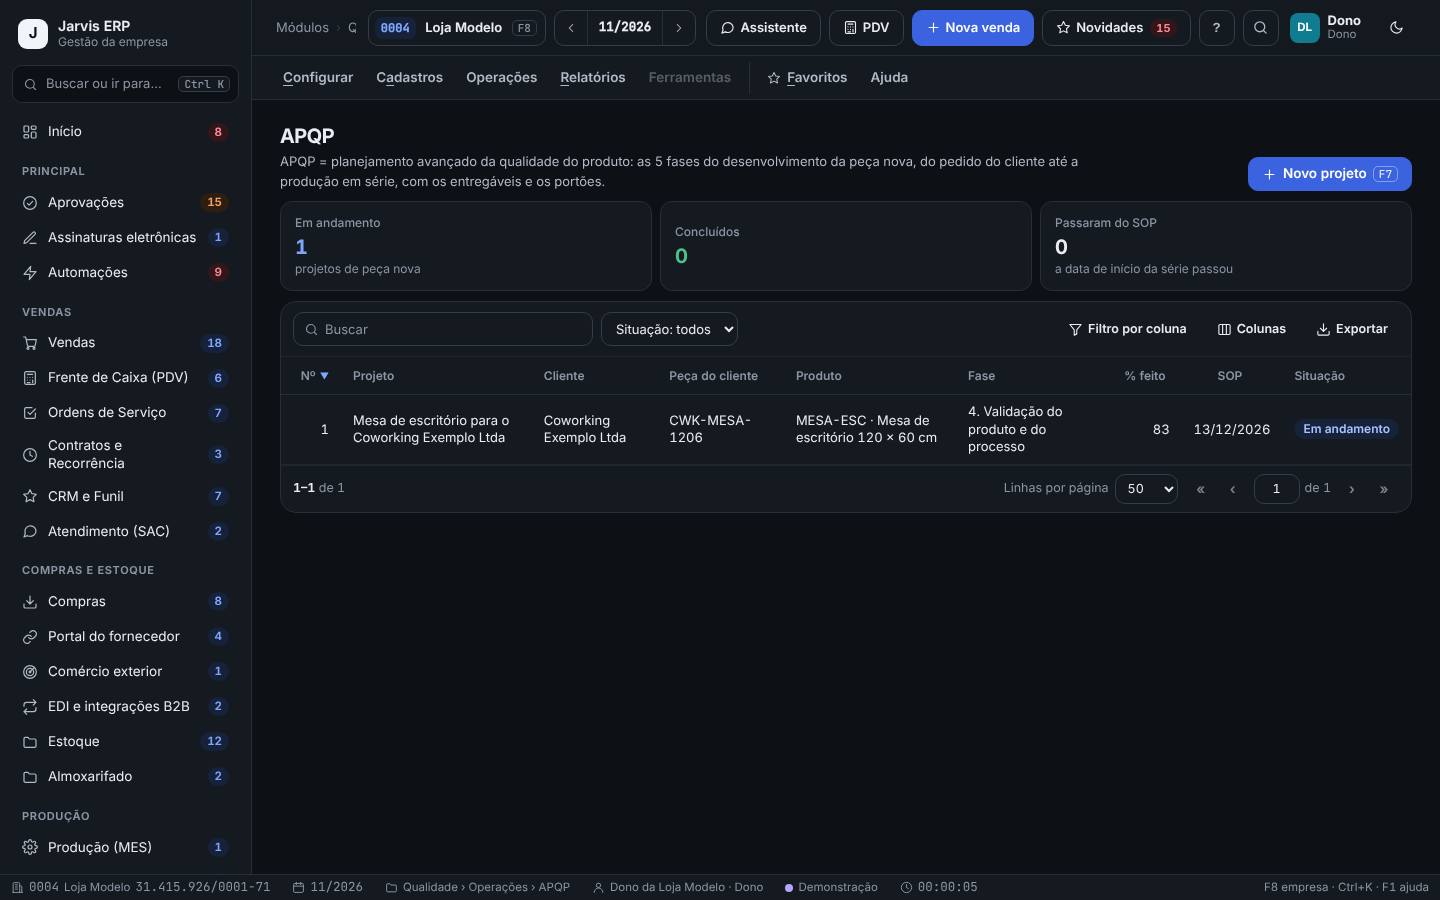 J
Jarvis ERP
Gestão da empresa
Buscar ou ir para...
Ctrl K
Início
8
PRINCIPAL
Aprovações
15
Assinaturas eletrônicas
1
Automações
9
VENDAS
Vendas
18
Frente de Caixa (PDV)
6
Ordens de Serviço
7
Contratos e
Recorrência
3
CRM e Funil
7
Atendimento (SAC)
2
COMPRAS E ESTOQUE
Compras
8
Portal do fornecedor
4
Comércio exterior
1
EDI e integrações B2B
2
Estoque
12
Almoxarifado
2
PRODUÇÃO
Produção (MES)
1
Módulos ›
0004 Loja Modelo F8
‹ 11/2026 ›
Assistente
PDV
Nova venda
Novidades 15
?
DL
Dono
Dono
Configurar
Cadastros
Operações
Relatórios
Ferramentas
Favoritos
Ajuda
APQP
APQP = planejamento avançado da qualidade do produto: as 5 fases do desenvolvimento da peça nova, do pedido do cliente até a
produção em série, com os entregáveis e os portões.
Novo projeto F7
Em andamento
1
projetos de peça nova
Concluídos
0
Passaram do SOP
0
a data de início da série passou
Buscar
Situação: todos
Filtro por coluna
Colunas
Exportar
Nº ▼ Projeto Cliente Peça do cliente Produto Fase % feito SOP Situação
1
Mesa de escritório para o
Coworking Exemplo Ltda
Coworking
Exemplo Ltda
CWK-MESA-
1206
MESA-ESC · Mesa de
escritório 120 × 60 cm
4. Validação do
produto e do
processo
83
13/12/2026
Em andamento
1–1 de 1
Linhas por página 50 « ‹ 1 de 1 › »
0004 Loja Modelo 31.415.926/0001-71
11/2026
Qualidade › Operações › APQP
Dono da Loja Modelo · Dono
Demonstração
00:00:05
F8 empresa · Ctrl+K · F1 ajuda